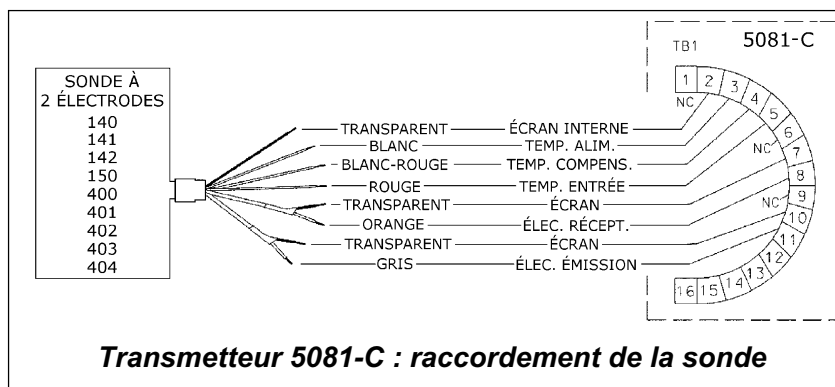 TB1
5081-C
SONDE À
2 ÉLECTRODES
140
141
142
150
400
401
402
403
404
TRANSPARENT ÉCRAN INTERNE
BLANC TEMP. ALIM.
BLANC-ROUGE TEMP. COMPENS.
ROUGE TEMP. ENTRÉE
TRANSPARENT ÉCRAN
ORANGE ÉLEC. RÉCEPT.
TRANSPARENT ÉCRAN
GRIS ÉLEC. ÉMISSION
1 2 3 4 5 6 7 8 9 10 11 12 13 14 15 16
NC
NC
NC
Transmetteur 5081-C : raccordement de la sonde